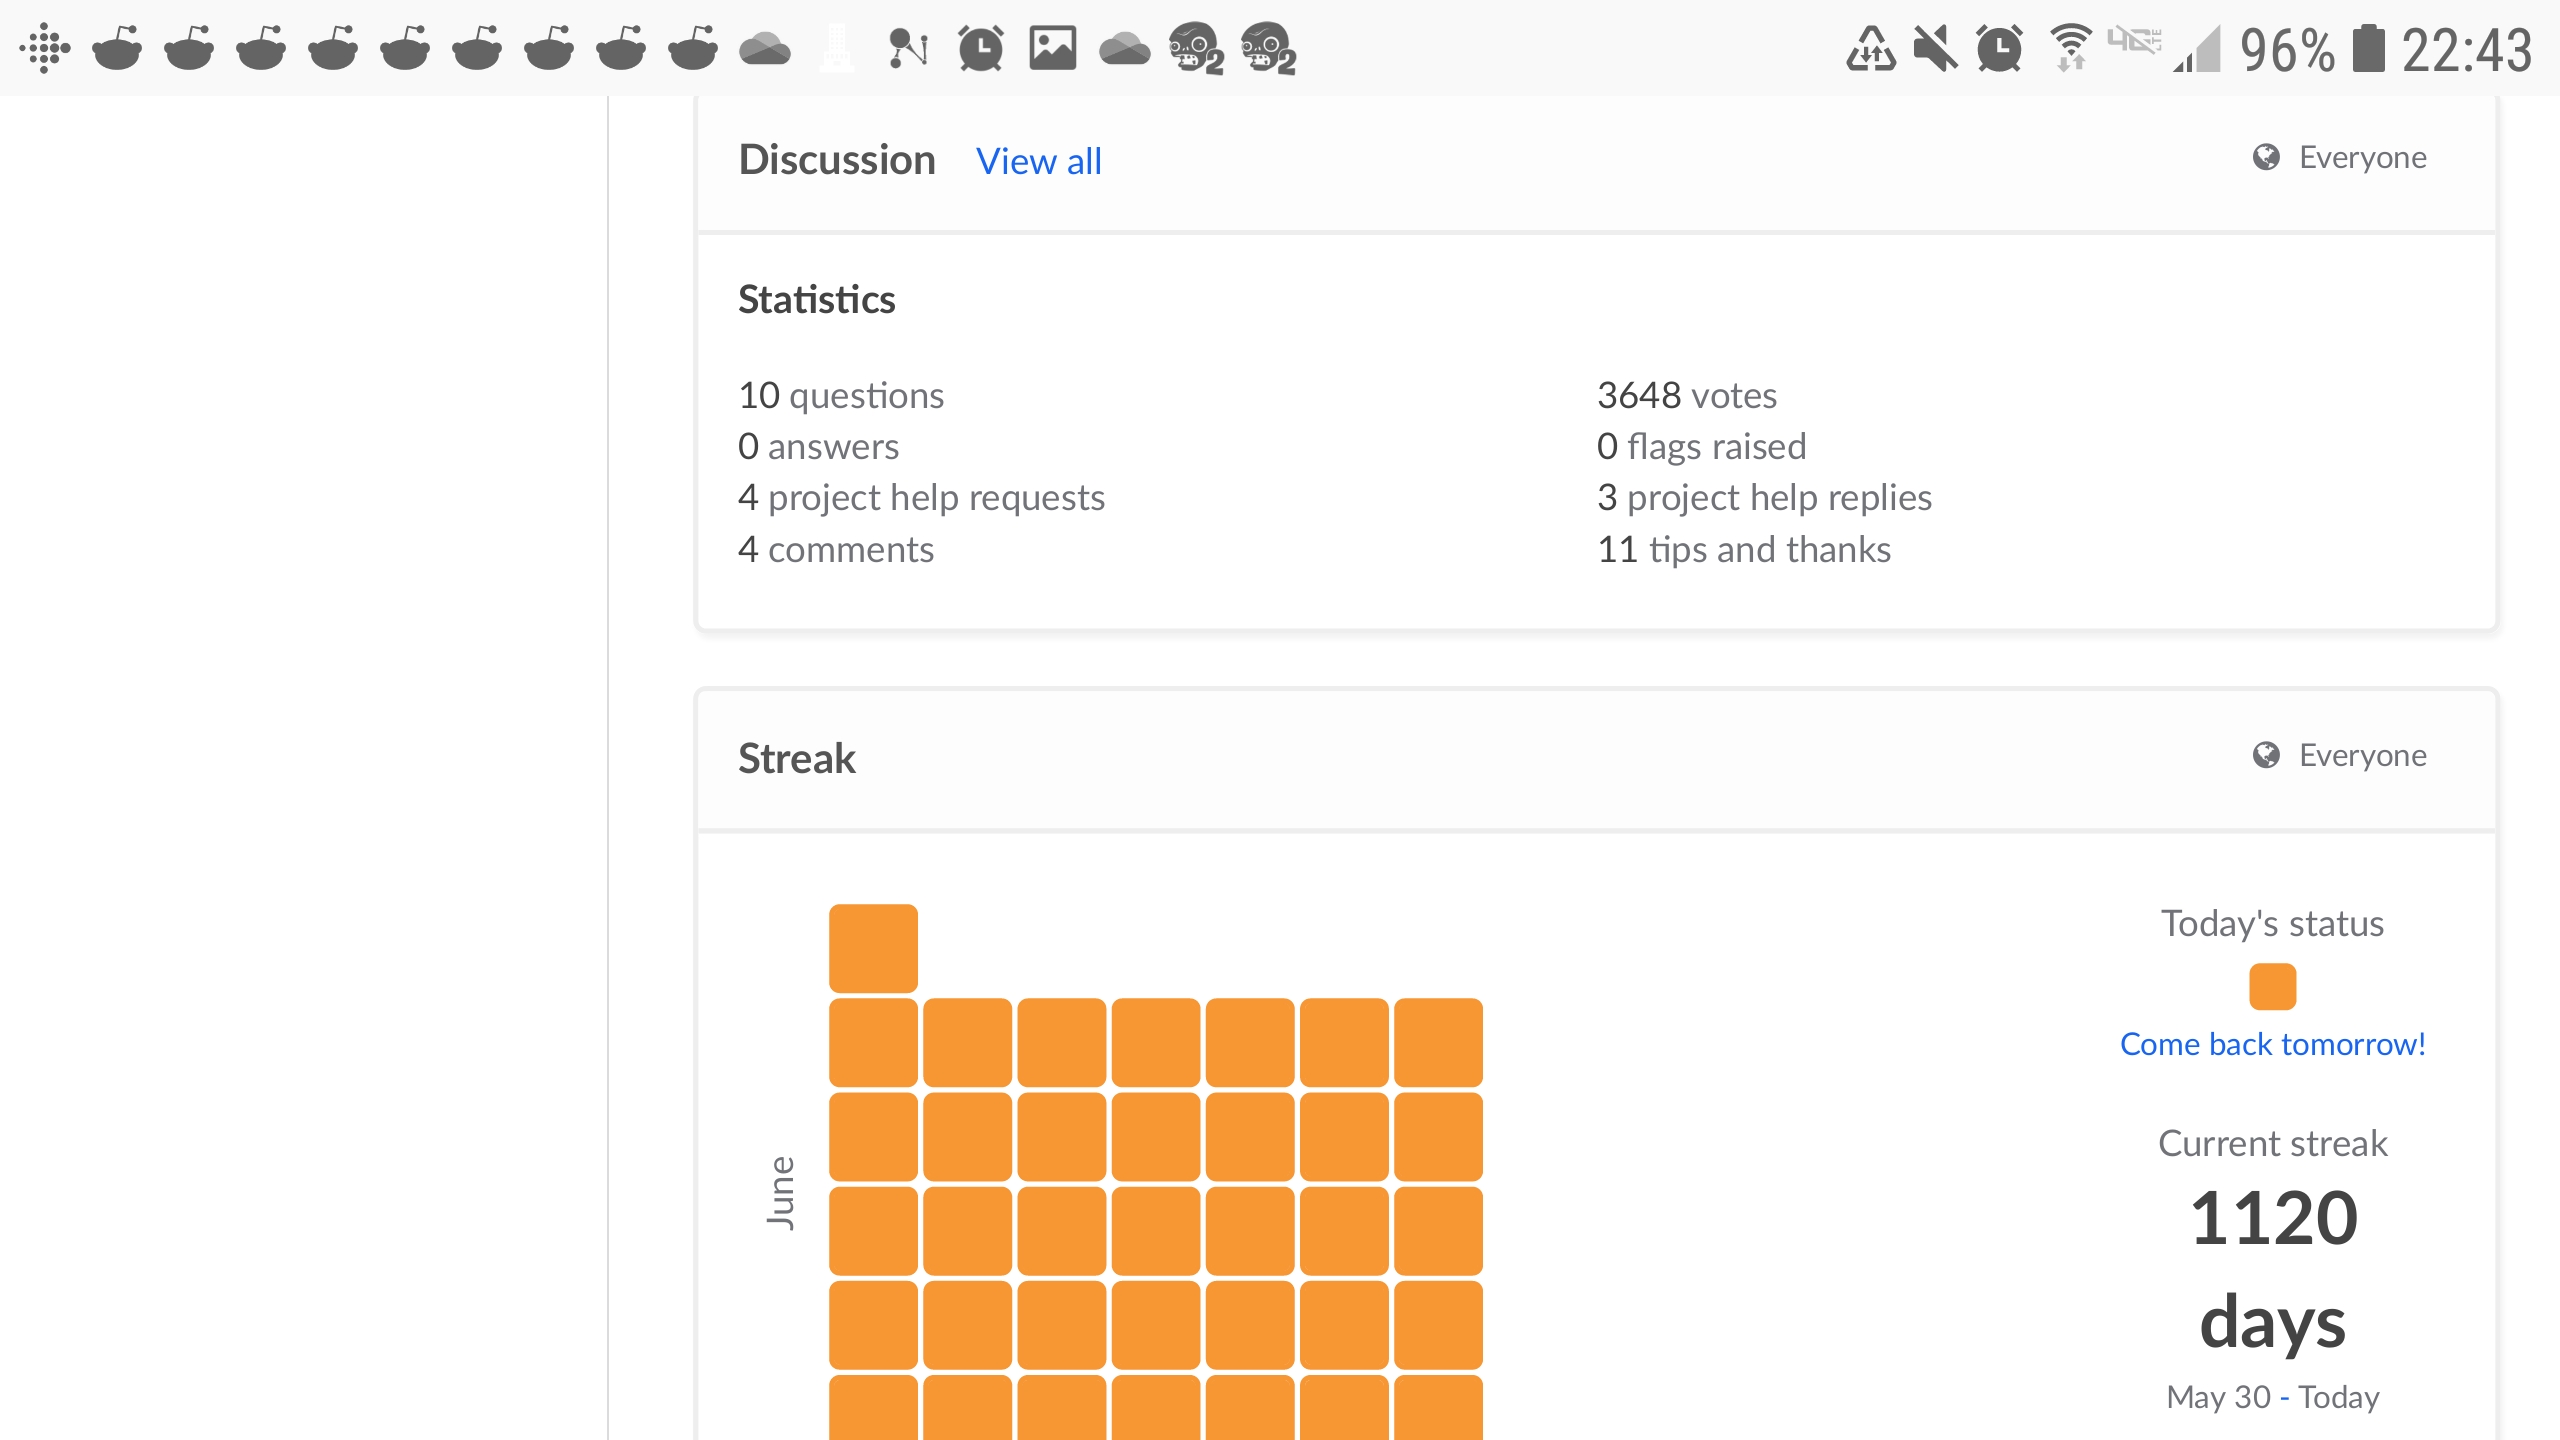 96% 22:43
Discussion View all Everyone
Statistics
10 questions
0 answers
4 project help requests
4 comments
3648 votes
0 flags raised
3 project help replies
11 tips and thanks
Streak Everyone
June
Today's status
Come back tomorrow!
Current streak
1120
days
May 30 - Today